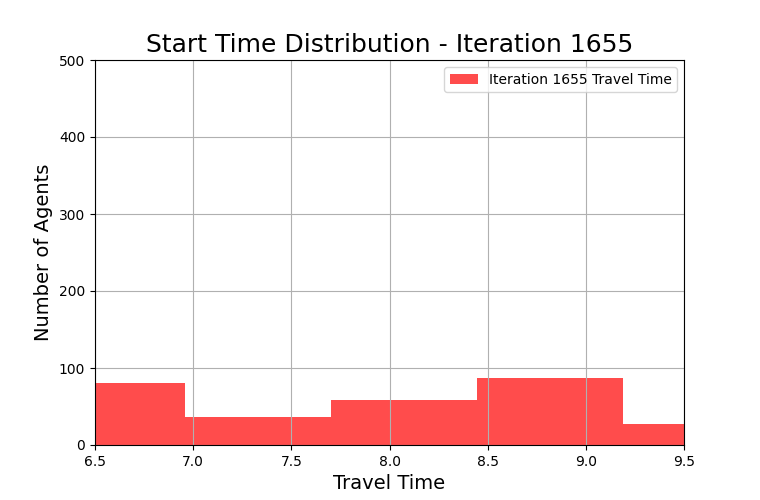 Start Time Distribution - Iteration 1655
500
400
300
200
100
0
Number of Agents
Iteration 1655 Travel Time
6.5 7.0 7.5 8.0 8.5 9.0 9.5
Travel Time